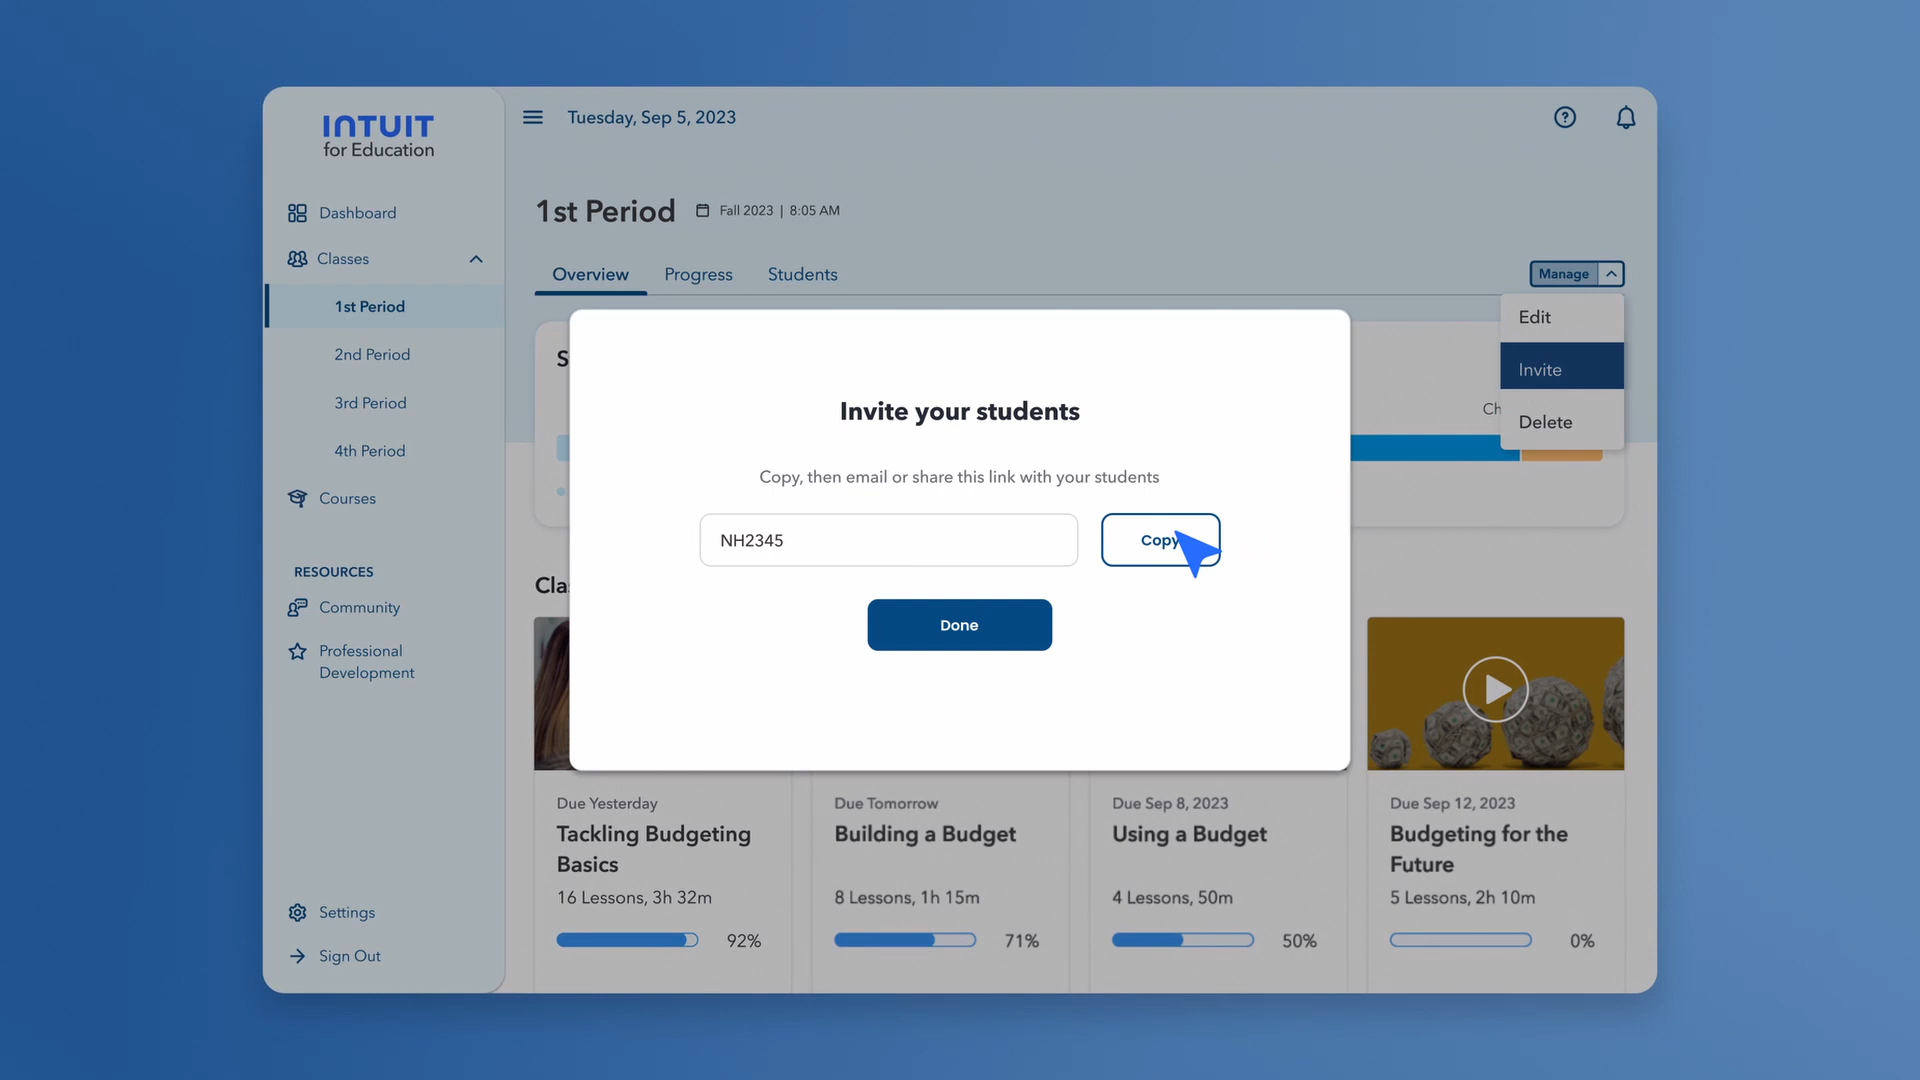 INTUIT
for Education
Tuesday, Sep 5, 2023
Dashboard
Classes
1st Period
2nd Period
3rd Period
4th Period
Courses
RESOURCES
Community
Professional
Development
Settings
Sign Out
1st Period
Fall 2023 | 8:05 AM
Overview
Progress
Students
Manage
Edit
Invite
Delete
Invite your students
Copy, then email or share this link with your students
NH2345
Copy
Done
Due Yesterday
Tackling Budgeting
Basics
16 Lessons, 3h 32m
92%
Due Tomorrow
Building a Budget
8 Lessons, 1h 15m
71%
Due Sep 8, 2023
Using a Budget
4 Lessons, 50m
50%
Due Sep 12, 2023
Budgeting for the
Future
5 Lessons, 2h 10m
0%